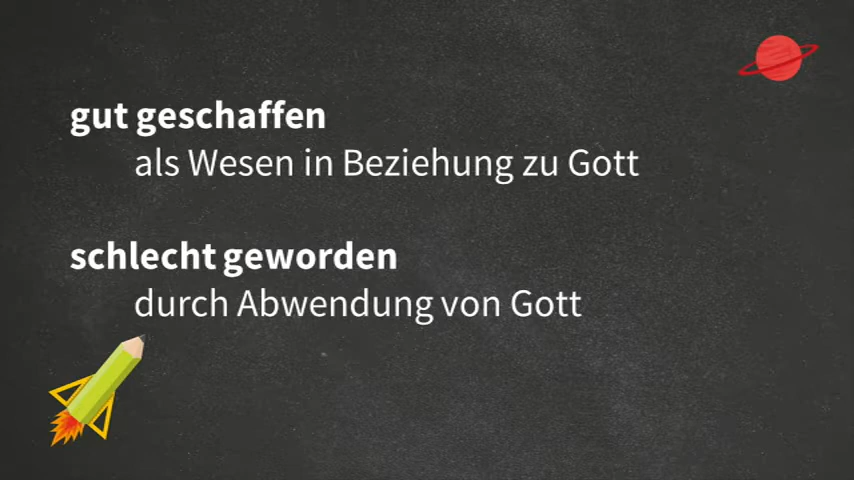 gut geschaffen
als Wesen in Beziehung zu Gott
schlecht geworden
durch Abwendung von Gott